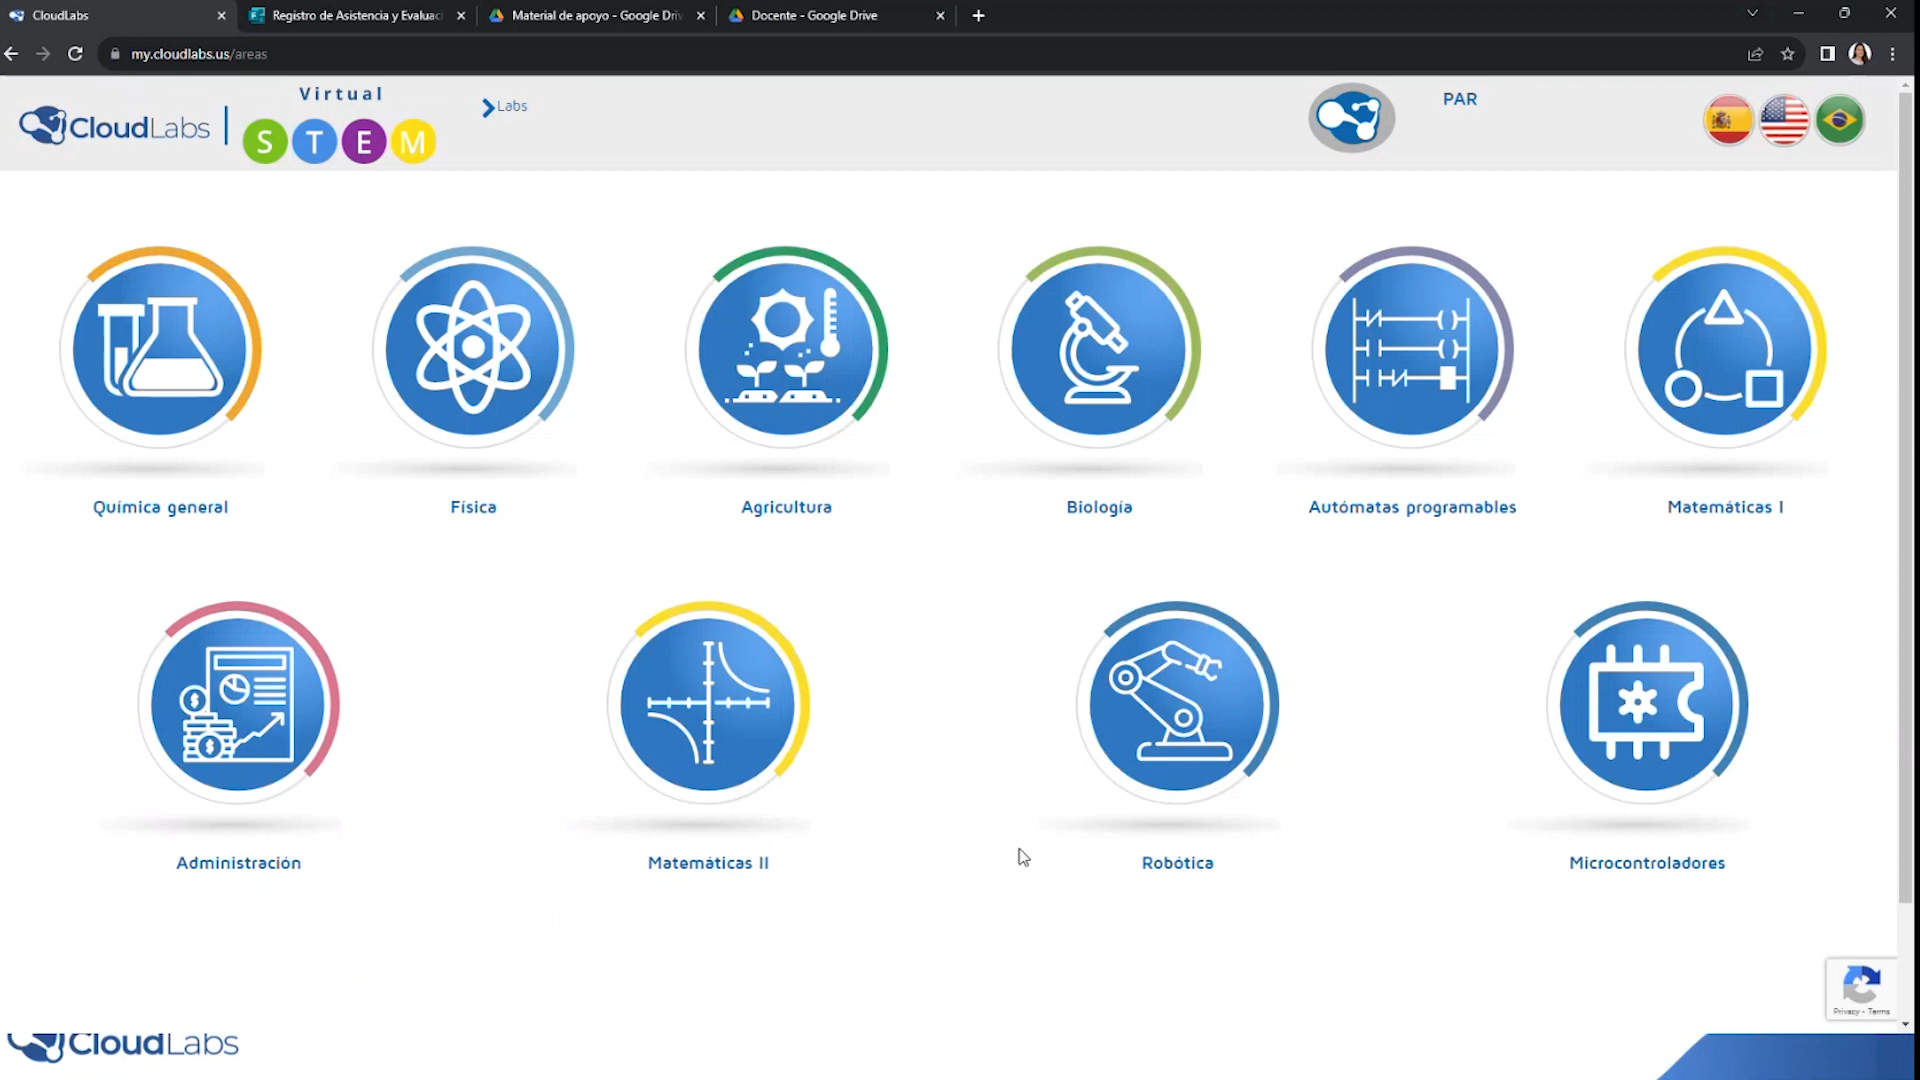 CloudLabs
Registro de Asistencia y Evaluac
Material de apoyo - Google Driv
Docente - Google Drive
my.cloudlabs.us/areas
CloudLabs
Virtual
S T E M
Labs
PAR
Química general
Física
Agricultura
Biología
Autómatas programables
Matemáticas I
Administración
Matemáticas II
Robótica
Microcontroladores
Privacy - Terms
CloudLabs